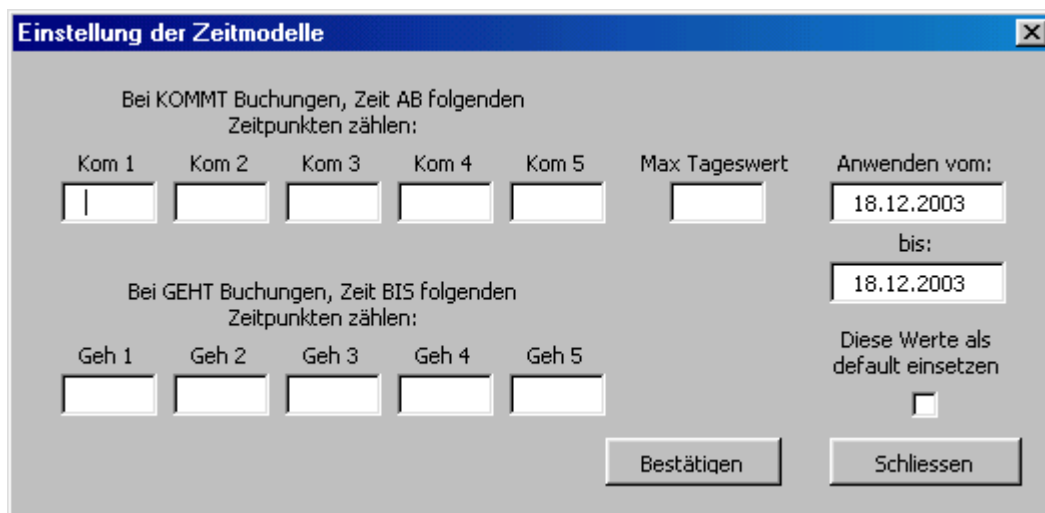 Einstellung der Zeitmodelle
Bei KOMMT Buchungen, Zeit AB folgenden
Zeitpunkten zählen:
Kom 1 Kom 2 Kom 3 Kom 4 Kom 5 Max Tageswert Anwenden vom:
18.12.2003
bis:
18.12.2003
Bei GEHT Buchungen, Zeit BIS folgenden
Zeitpunkten zählen:
Geh 1 Geh 2 Geh 3 Geh 4 Geh 5
Diese Werte als
default einsetzen
Bestätigen Schliessen